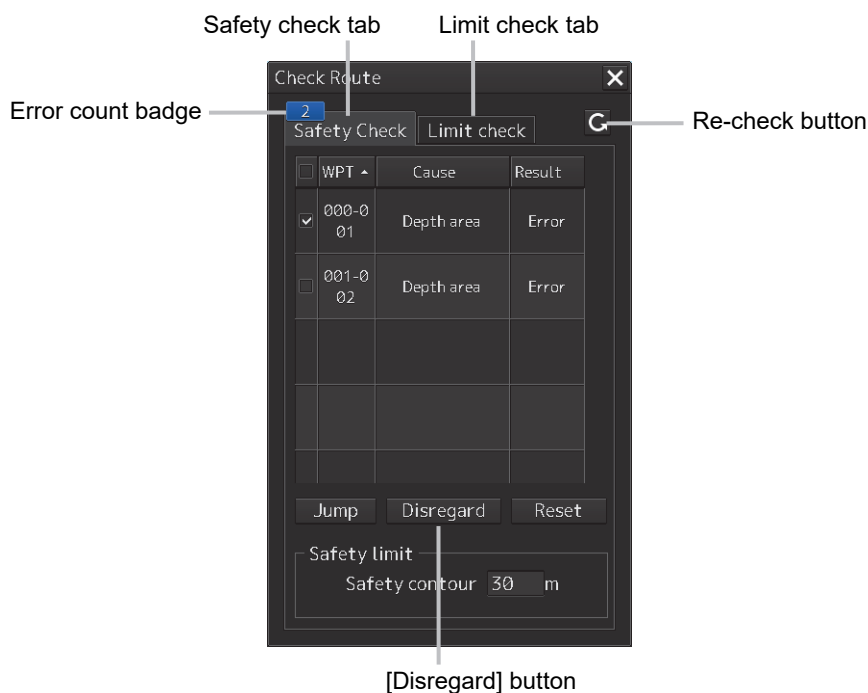 Safety check tab Limit check tab
Check Route
Error count badge
2
Safety Check Limit check
Re-check button
WPT Cause Result
000-0
01
Depth area Error
001-0
02
Depth area Error
Jump Disregard Reset
Safety limit
Safety contour 30 m
[Disregard] button